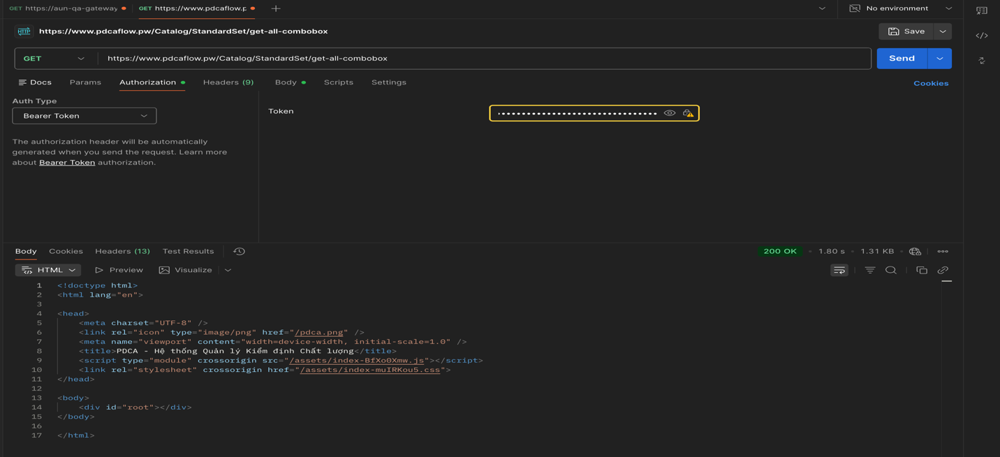 GET https://aun-qa-gateway GET https://www.pdcaflow.p No environment
HTTP https://www.pdcaflow.pw/Catalog/StandardSet/get-all-combobox Save
GET https://www.pdcaflow.pw/Catalog/StandardSet/get-all-combobox Send
Docs Params Authorization Headers (9) Body Scripts Settings Cookies
Auth Type
Bearer Token
Token
The authorization header will be automatically
generated when you send the request. Learn more
about Bearer Token authorization.
Body Cookies Headers (13) Test Results 200 OK 1.80 s 1.31 KB
HTML Preview Visualize
1 <!doctype html>
2 <html lang="en">
3
4 <head>
5 <meta charset="UTF-8" />
6 <link rel="icon" type="image/png" href="/pdca.png" />
7 <meta name="viewport" content="width=device-width, initial-scale=1.0" />
8 <title>PDCA - Hệ thống Quản lý Kiểm định Chất lượng</title>
9 <script type="module" crossorigin src="/assets/index-BfXo0Xmw.js"></script>
10 <link rel="stylesheet" crossorigin href="/assets/index-muIRKou5.css">
11 </head>
12
13 <body>
14 <div id="root"></div>
15 </body>
16
17 </html>